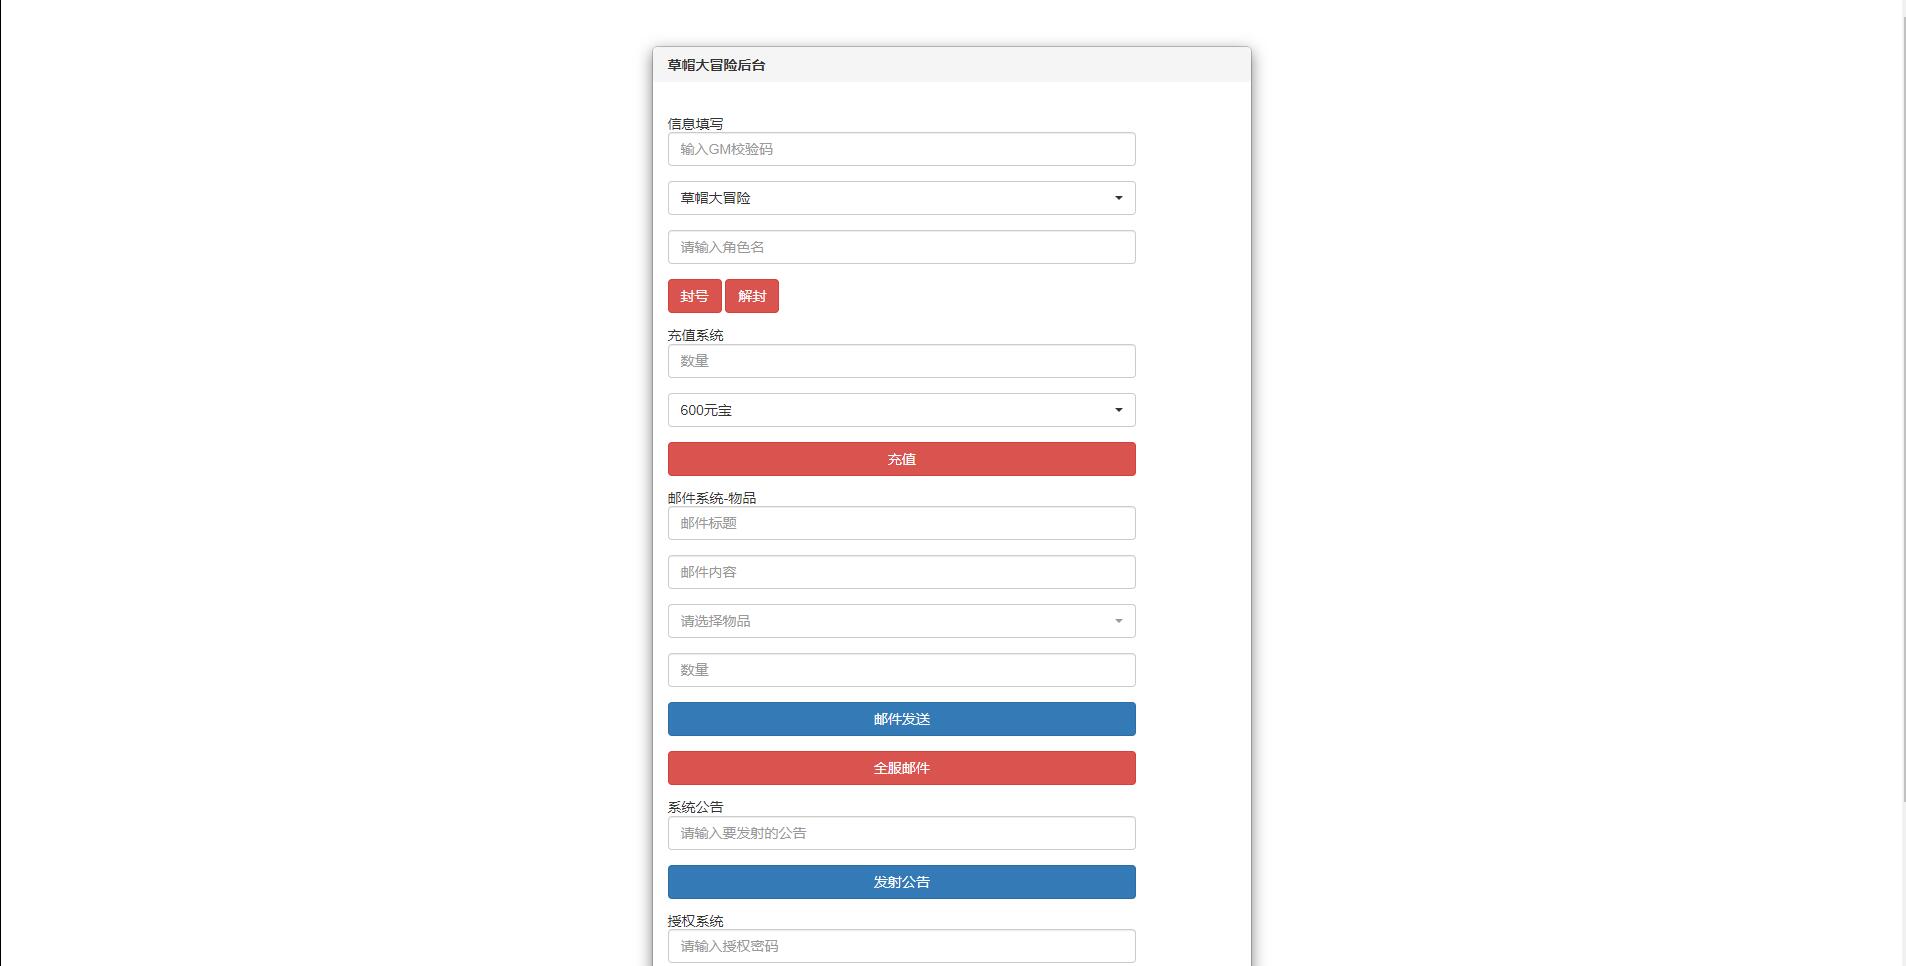 草帽大冒险后台
信息填写
输入GM校验码
草帽大冒险
请输入角色名
封号 解封
充值系统
数量
600元宝
充值
邮件系统-物品
邮件标题
邮件内容
请选择物品
数量
邮件发送
全服邮件
系统公告
请输入要发射的公告
发射公告
授权系统
请输入授权密码